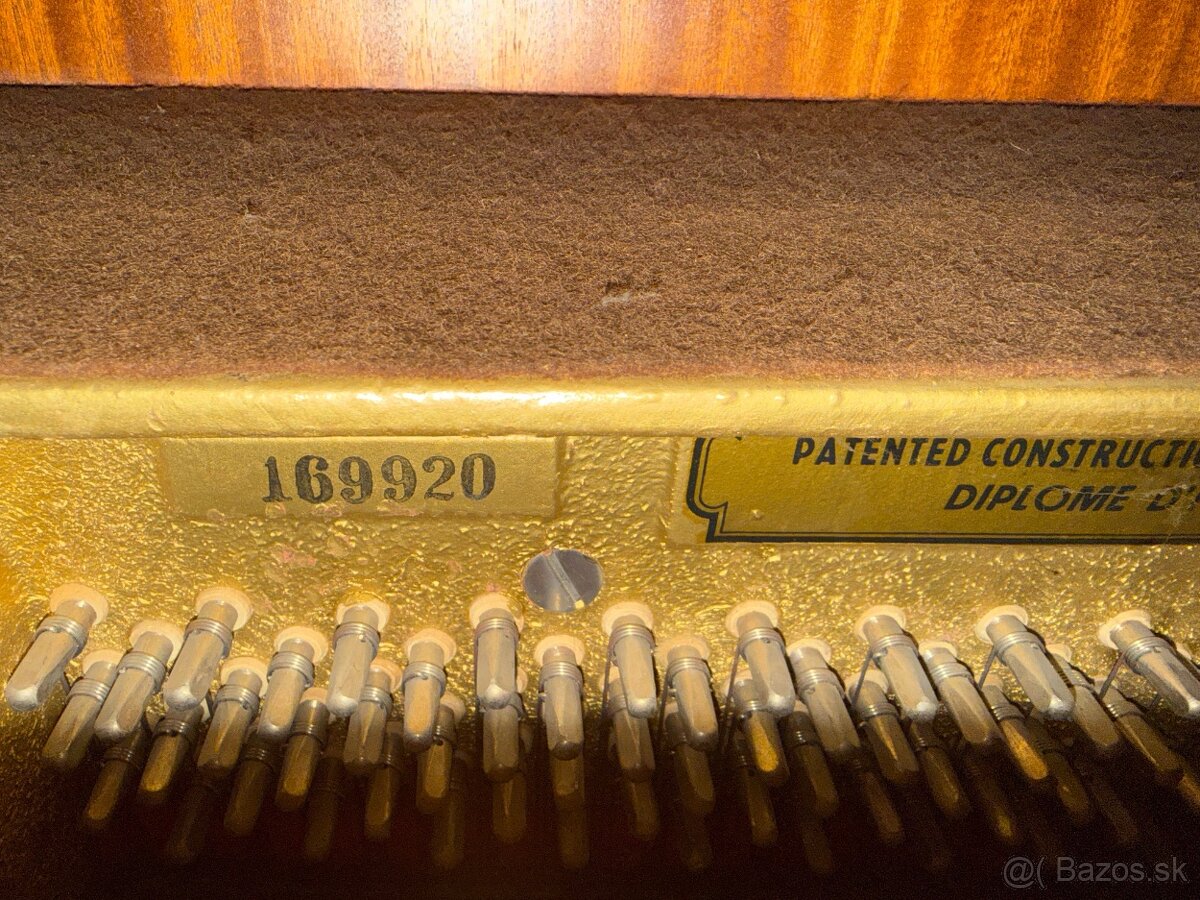 169920
PATENTED CONSTRUCTI
DIPLOME D'
@( Bazos.sk